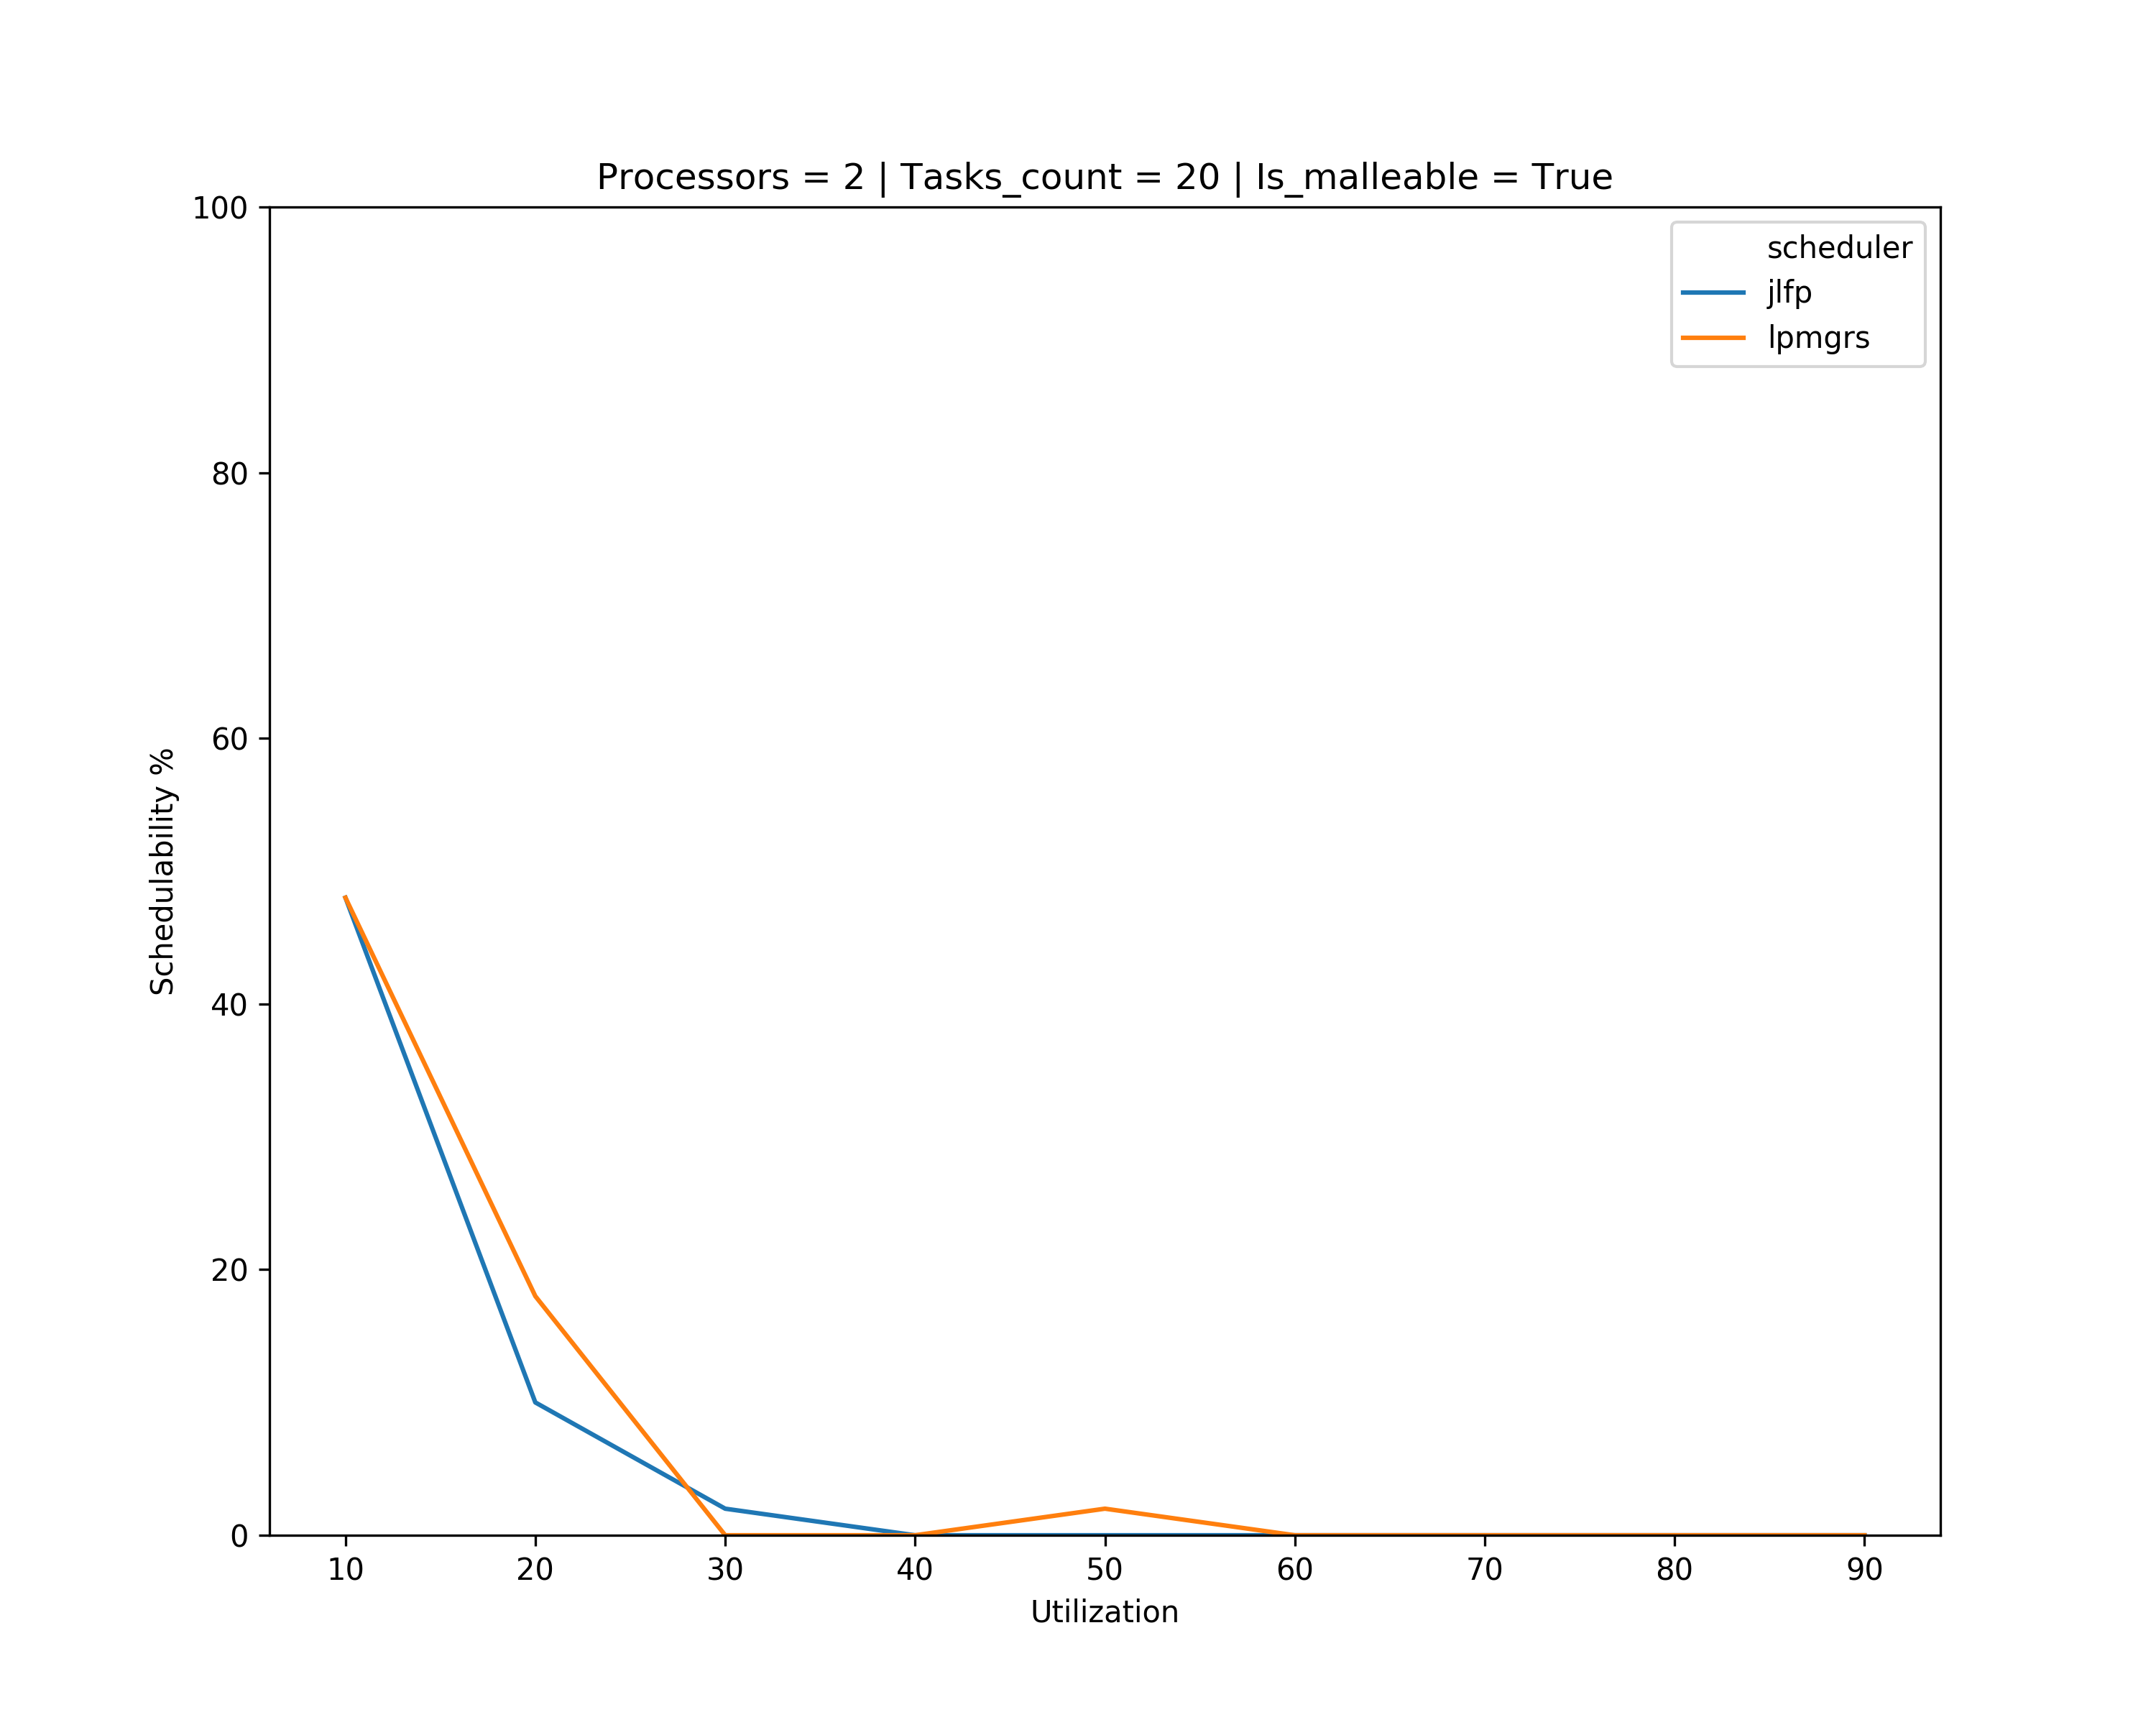 Processors = 2 | Tasks_count = 20 | Is_malleable = True
scheduler
jlfp
lpmgrs
Schedulability %
100
80
60
40
20
0
10 20 30 40 50 60 70 80 90
Utilization